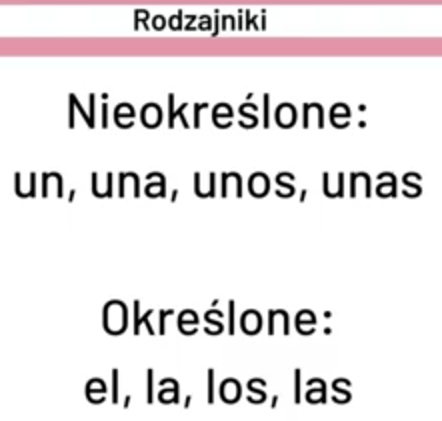 Rodzajniki
Nieokreślone:
un, una, unos, unas
Określone:
el, la, los, las